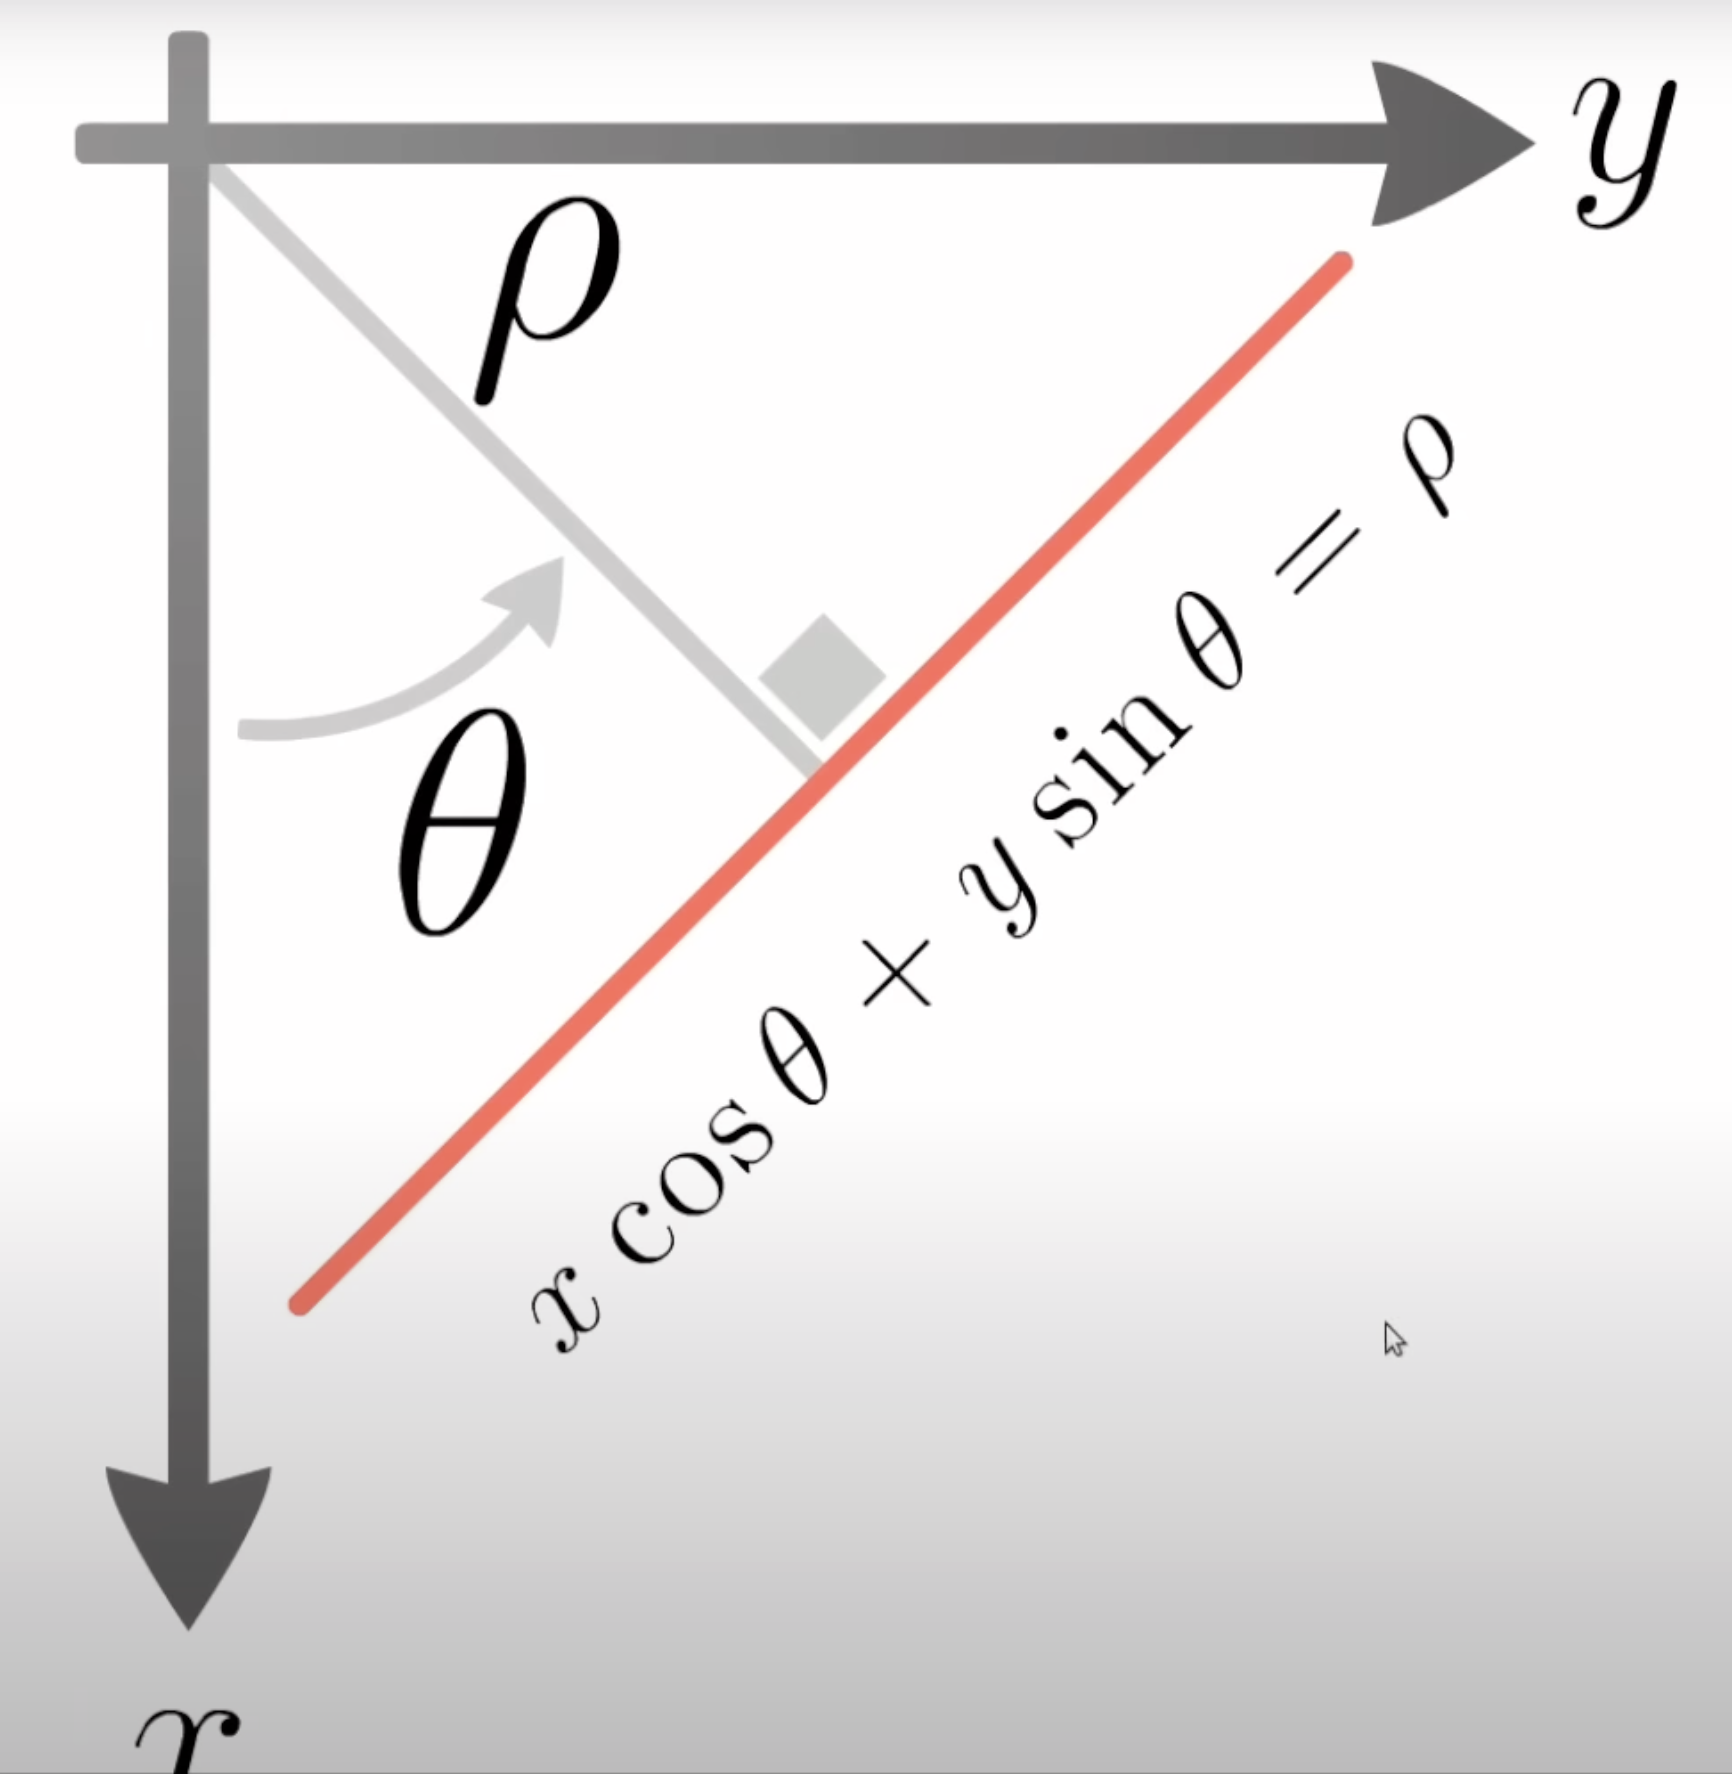 y
ρ
x cos θ + y sin θ = ρ
θ
x